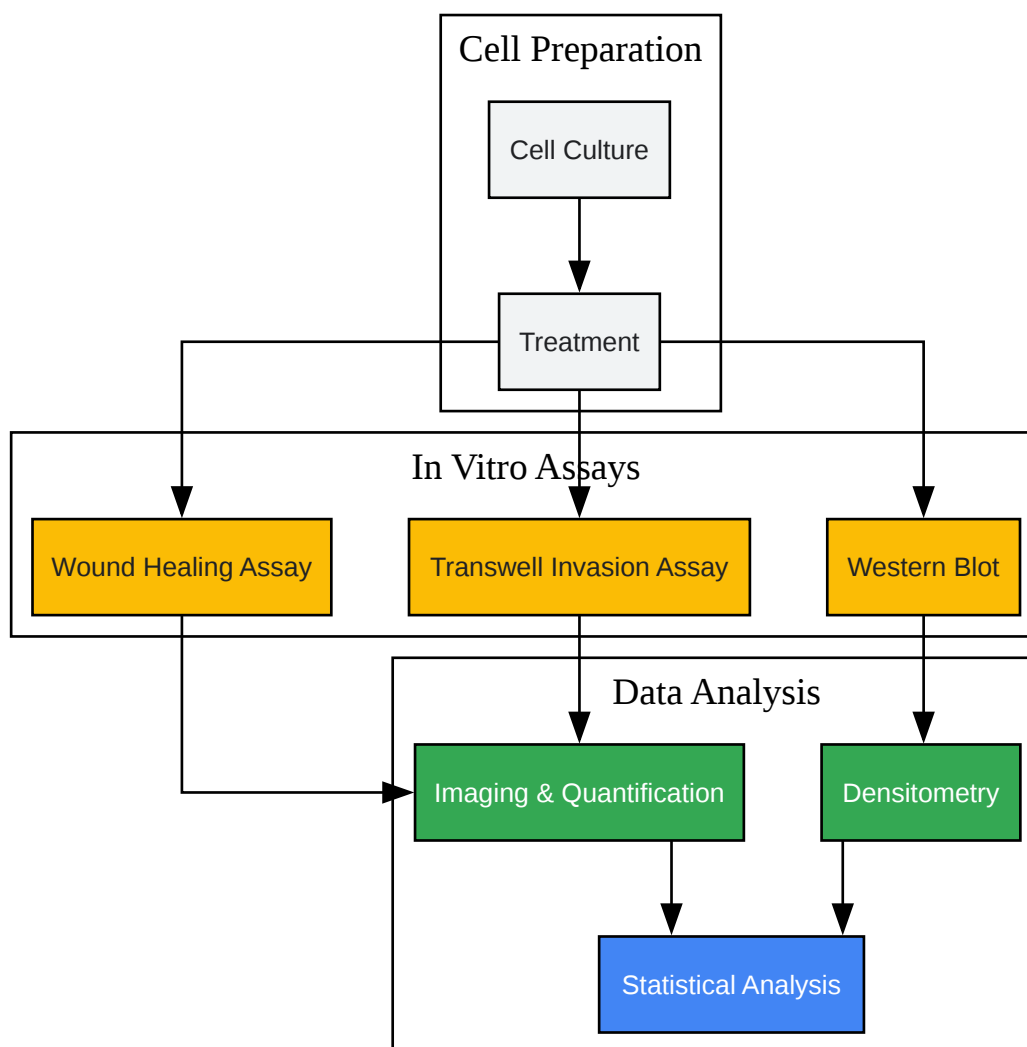 Cell Preparation
Cell Culture
Treatment
In Vitro Assays
Wound Healing Assay
Transwell Invasion Assay
Western Blot
Data Analysis
Imaging & Quantification
Densitometry
Statistical Analysis